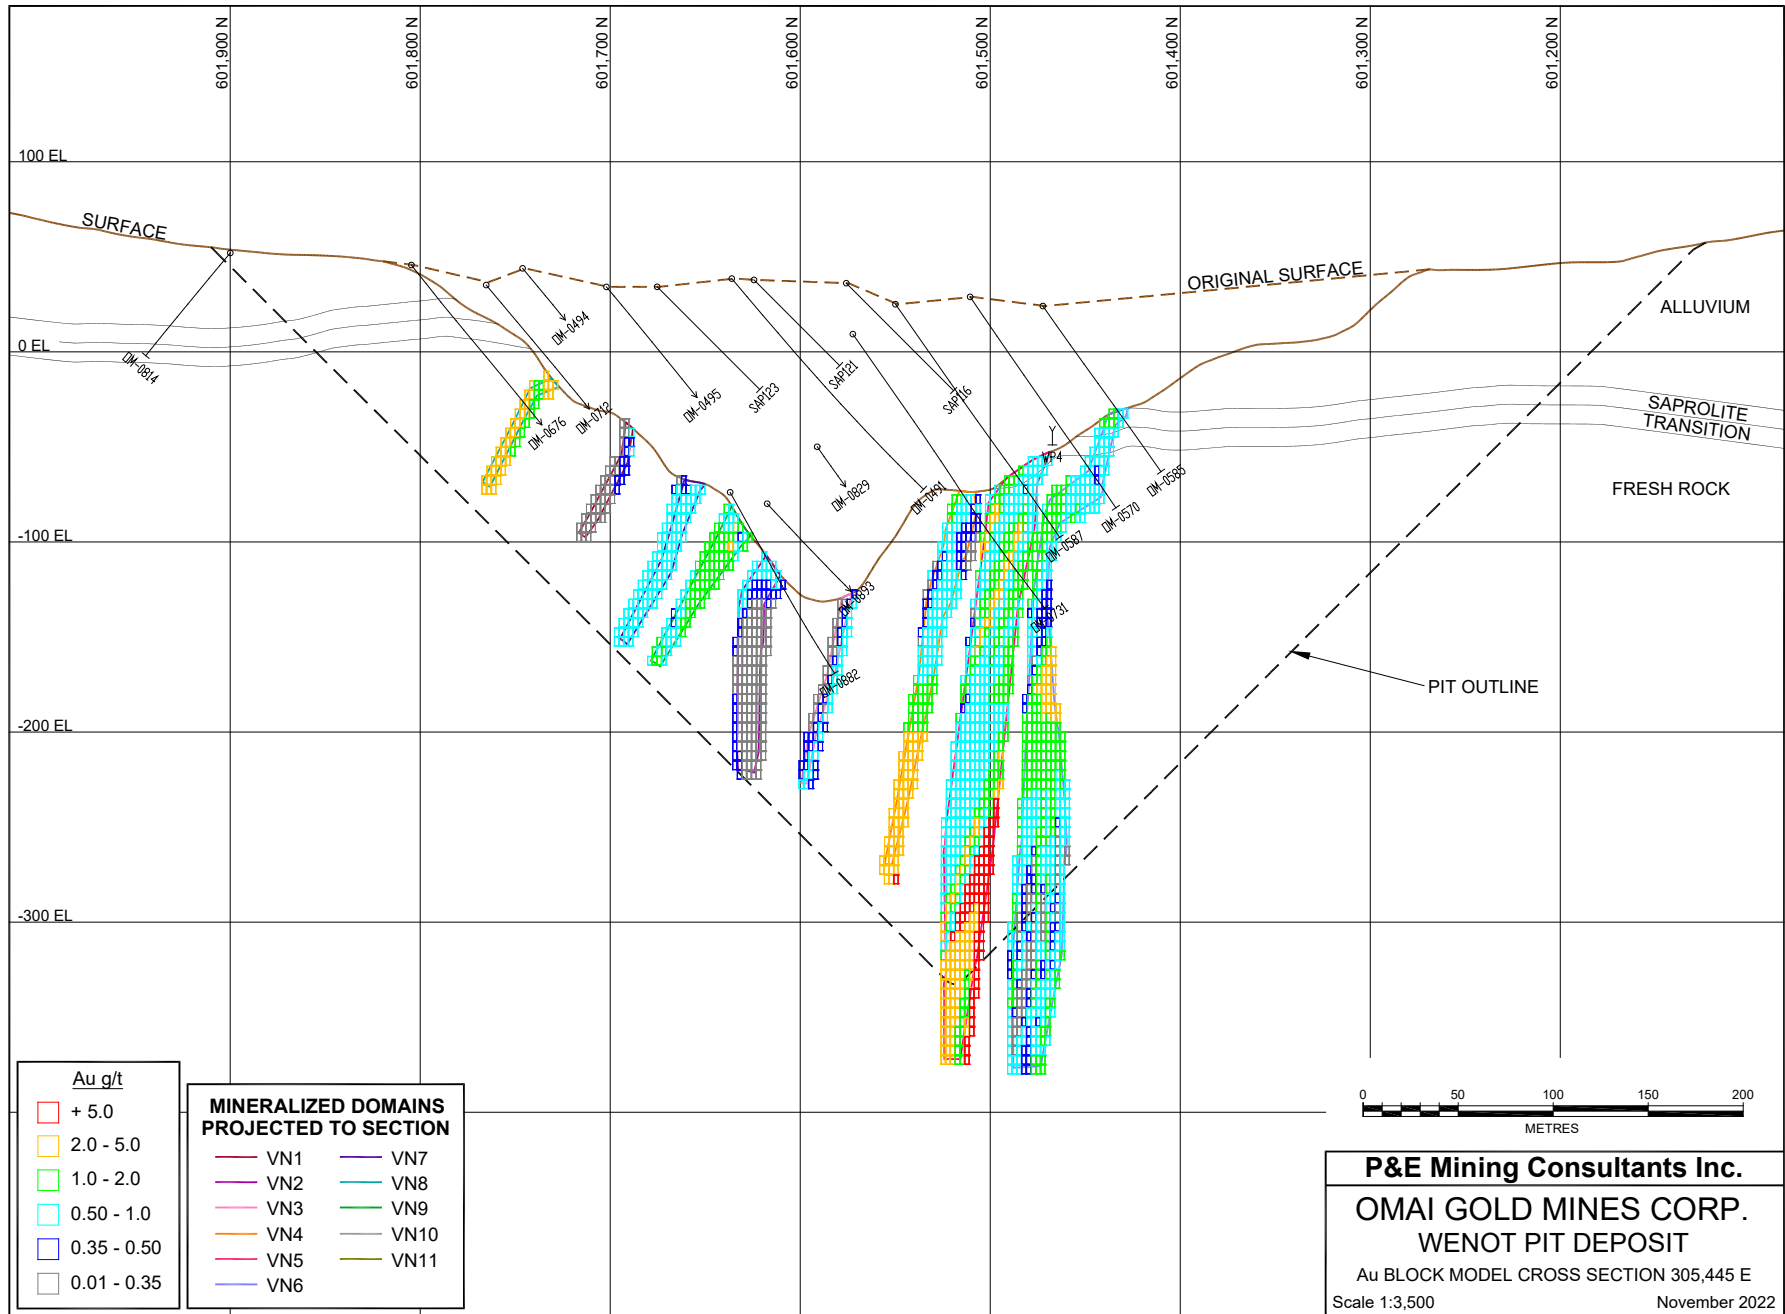 601,900 N
601,800 N
601,700 N
601,600 N
601,500 N
601,400 N
601,300 N
601,200 N
100 EL
SURFACE
ORIGINAL SURFACE
ALLUVIUM
0 EL
DM-0814
DM-0494
DM-0676
DM-0712
DM-0495
SAP123
SAP121
SAP116
DM-0829
DM-0491
DM-0587
DM-0570
DM-0585
Y
WP4
SAPROLITE
TRANSITION
FRESH ROCK
-100 EL
DM-0893
DM-0731
DM-0882
PIT OUTLINE
-200 EL
-300 EL
Au g/t
+ 5.0
2.0 - 5.0
1.0 - 2.0
0.50 - 1.0
0.35 - 0.50
0.01 - 0.35
MINERALIZED DOMAINS
PROJECTED TO SECTION
VN1
VN2
VN3
VN4
VN5
VN6
VN7
VN8
VN9
VN10
VN11
0 50 100 150 200
METRES
P&E Mining Consultants Inc.
OMAI GOLD MINES CORP.
WENOT PIT DEPOSIT
Au BLOCK MODEL CROSS SECTION 305,445 E
Scale 1:3,500 November 2022